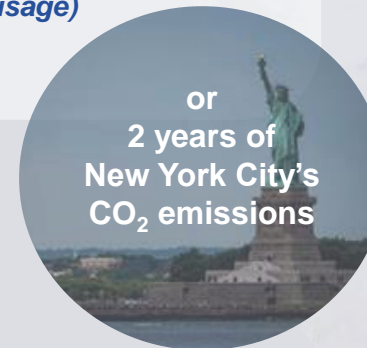 usage)
or
2 years of
New York City's
CO₂ emissions